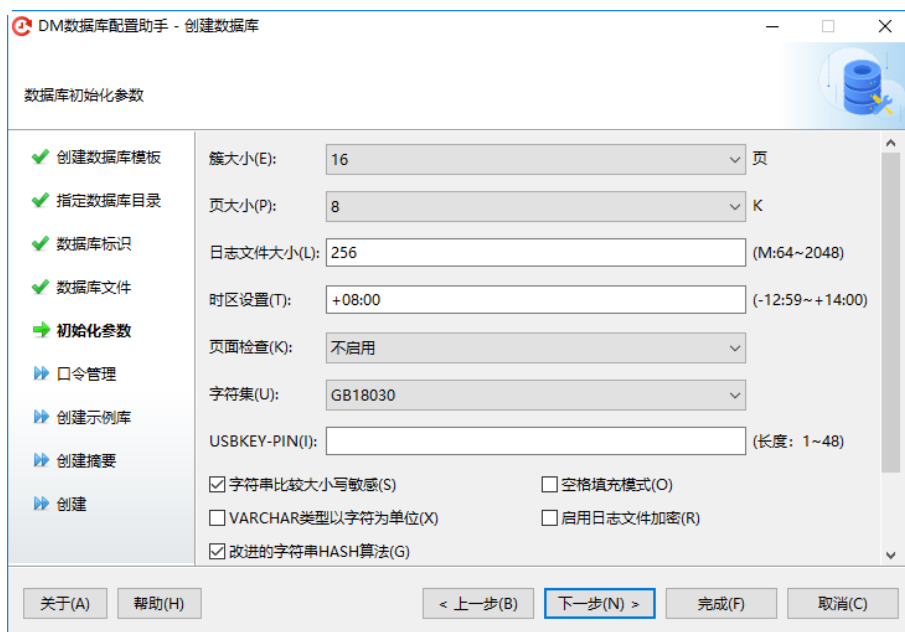 DM数据库配置助手 - 创建数据库
数据库初始化参数
创建数据库模板
指定数据库目录
数据库标识
数据库文件
初始化参数
口令管理
创建示例库
创建摘要
创建
簇大小(E): 16 页
页大小(P): 8 K
日志文件大小(L): 256 (M:64~2048)
时区设置(T): +08:00 (-12:59~+14:00)
页面检查(K): 不启用
字符集(U): GB18030
USBKEY-PIN(I): (长度：1~48)
字符串比较大小写敏感(S) 空格填充模式(O)
VARCHAR类型以字符为单位(X) 启用日志文件加密(R)
改进的字符串HASH算法(G)
关于(A) 帮助(H) < 上一步(B) 下一步(N) > 完成(F) 取消(C)